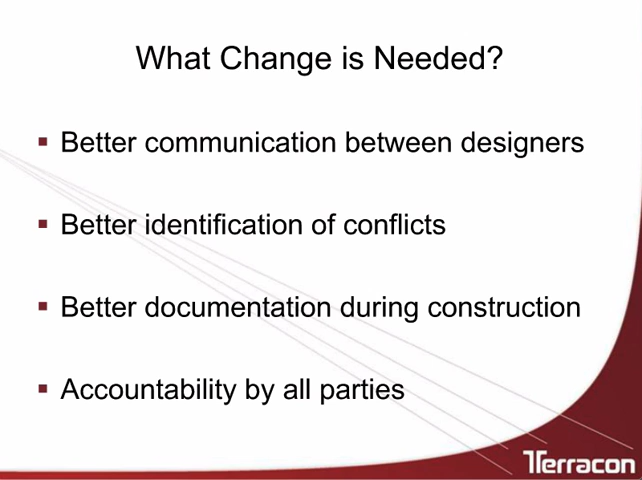 What Change is Needed?
▪ Better communication between designers
▪ Better identification of conflicts
▪ Better documentation during construction
▪ Accountability by all parties
Terracon